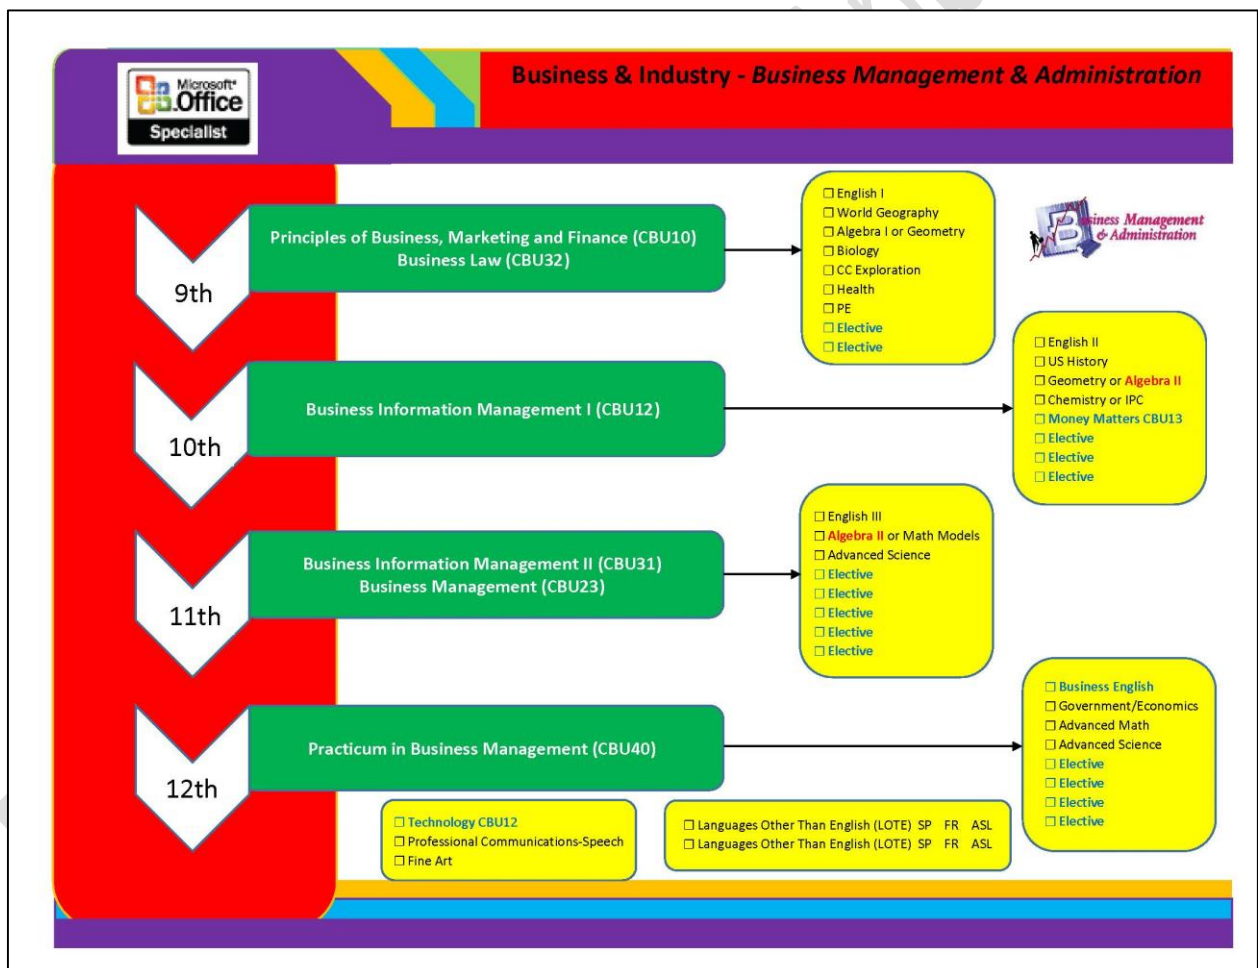 Microsoft®
Office
Specialist
Business & Industry - Business Management & Administration
Principles of Business, Marketing and Finance (CBU10)
Business Law (CBU32)
9th
☐ English I
☐ World Geography
☐ Algebra I or Geometry
☐ Biology
☐ CC Exploration
☐ Health
☐ PE
☐ Elective
☐ Elective
Business Management
& Administration
Business Information Management I (CBU12)
10th
☐ English II
☐ US History
☐ Geometry or Algebra II
☐ Chemistry or IPC
☐ Money Matters CBU13
☐ Elective
☐ Elective
☐ Elective
Business Information Management II (CBU31)
Business Management (CBU23)
11th
☐ English III
☐ Algebra II or Math Models
☐ Advanced Science
☐ Elective
☐ Elective
☐ Elective
☐ Elective
☐ Elective
Practicum in Business Management (CBU40)
12th
☐ Business English
☐ Government/Economics
☐ Advanced Math
☐ Advanced Science
☐ Elective
☐ Elective
☐ Elective
☐ Elective
☐ Technology CBU12
☐ Professional Communications-Speech
☐ Fine Art
☐ Languages Other Than English (LOTE) SP FR ASL
☐ Languages Other Than English (LOTE) SP FR ASL